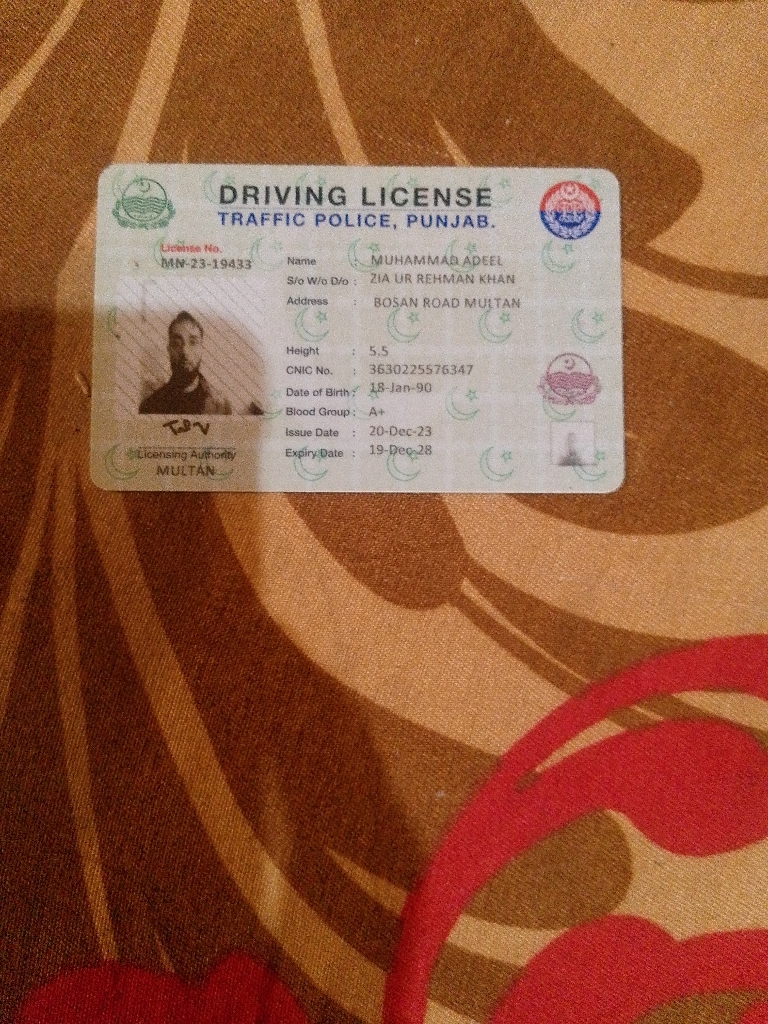 DRIVING LICENSE
TRAFFIC POLICE, PUNJAB.
License No.
MN-23-19433
Name MUHAMMAD ADEEL
S/o W/o D/o : ZIA UR REHMAN KHAN
Address : BOSAN ROAD MULTAN
Height : 5.5
CNIC No. : 3630225576347
Date of Birth : 18-Jan-90
Blood Group : A+
Issue Date : 20-Dec-23
Expiry Date : 19-Dec-28
Licensing Authority
MULTAN